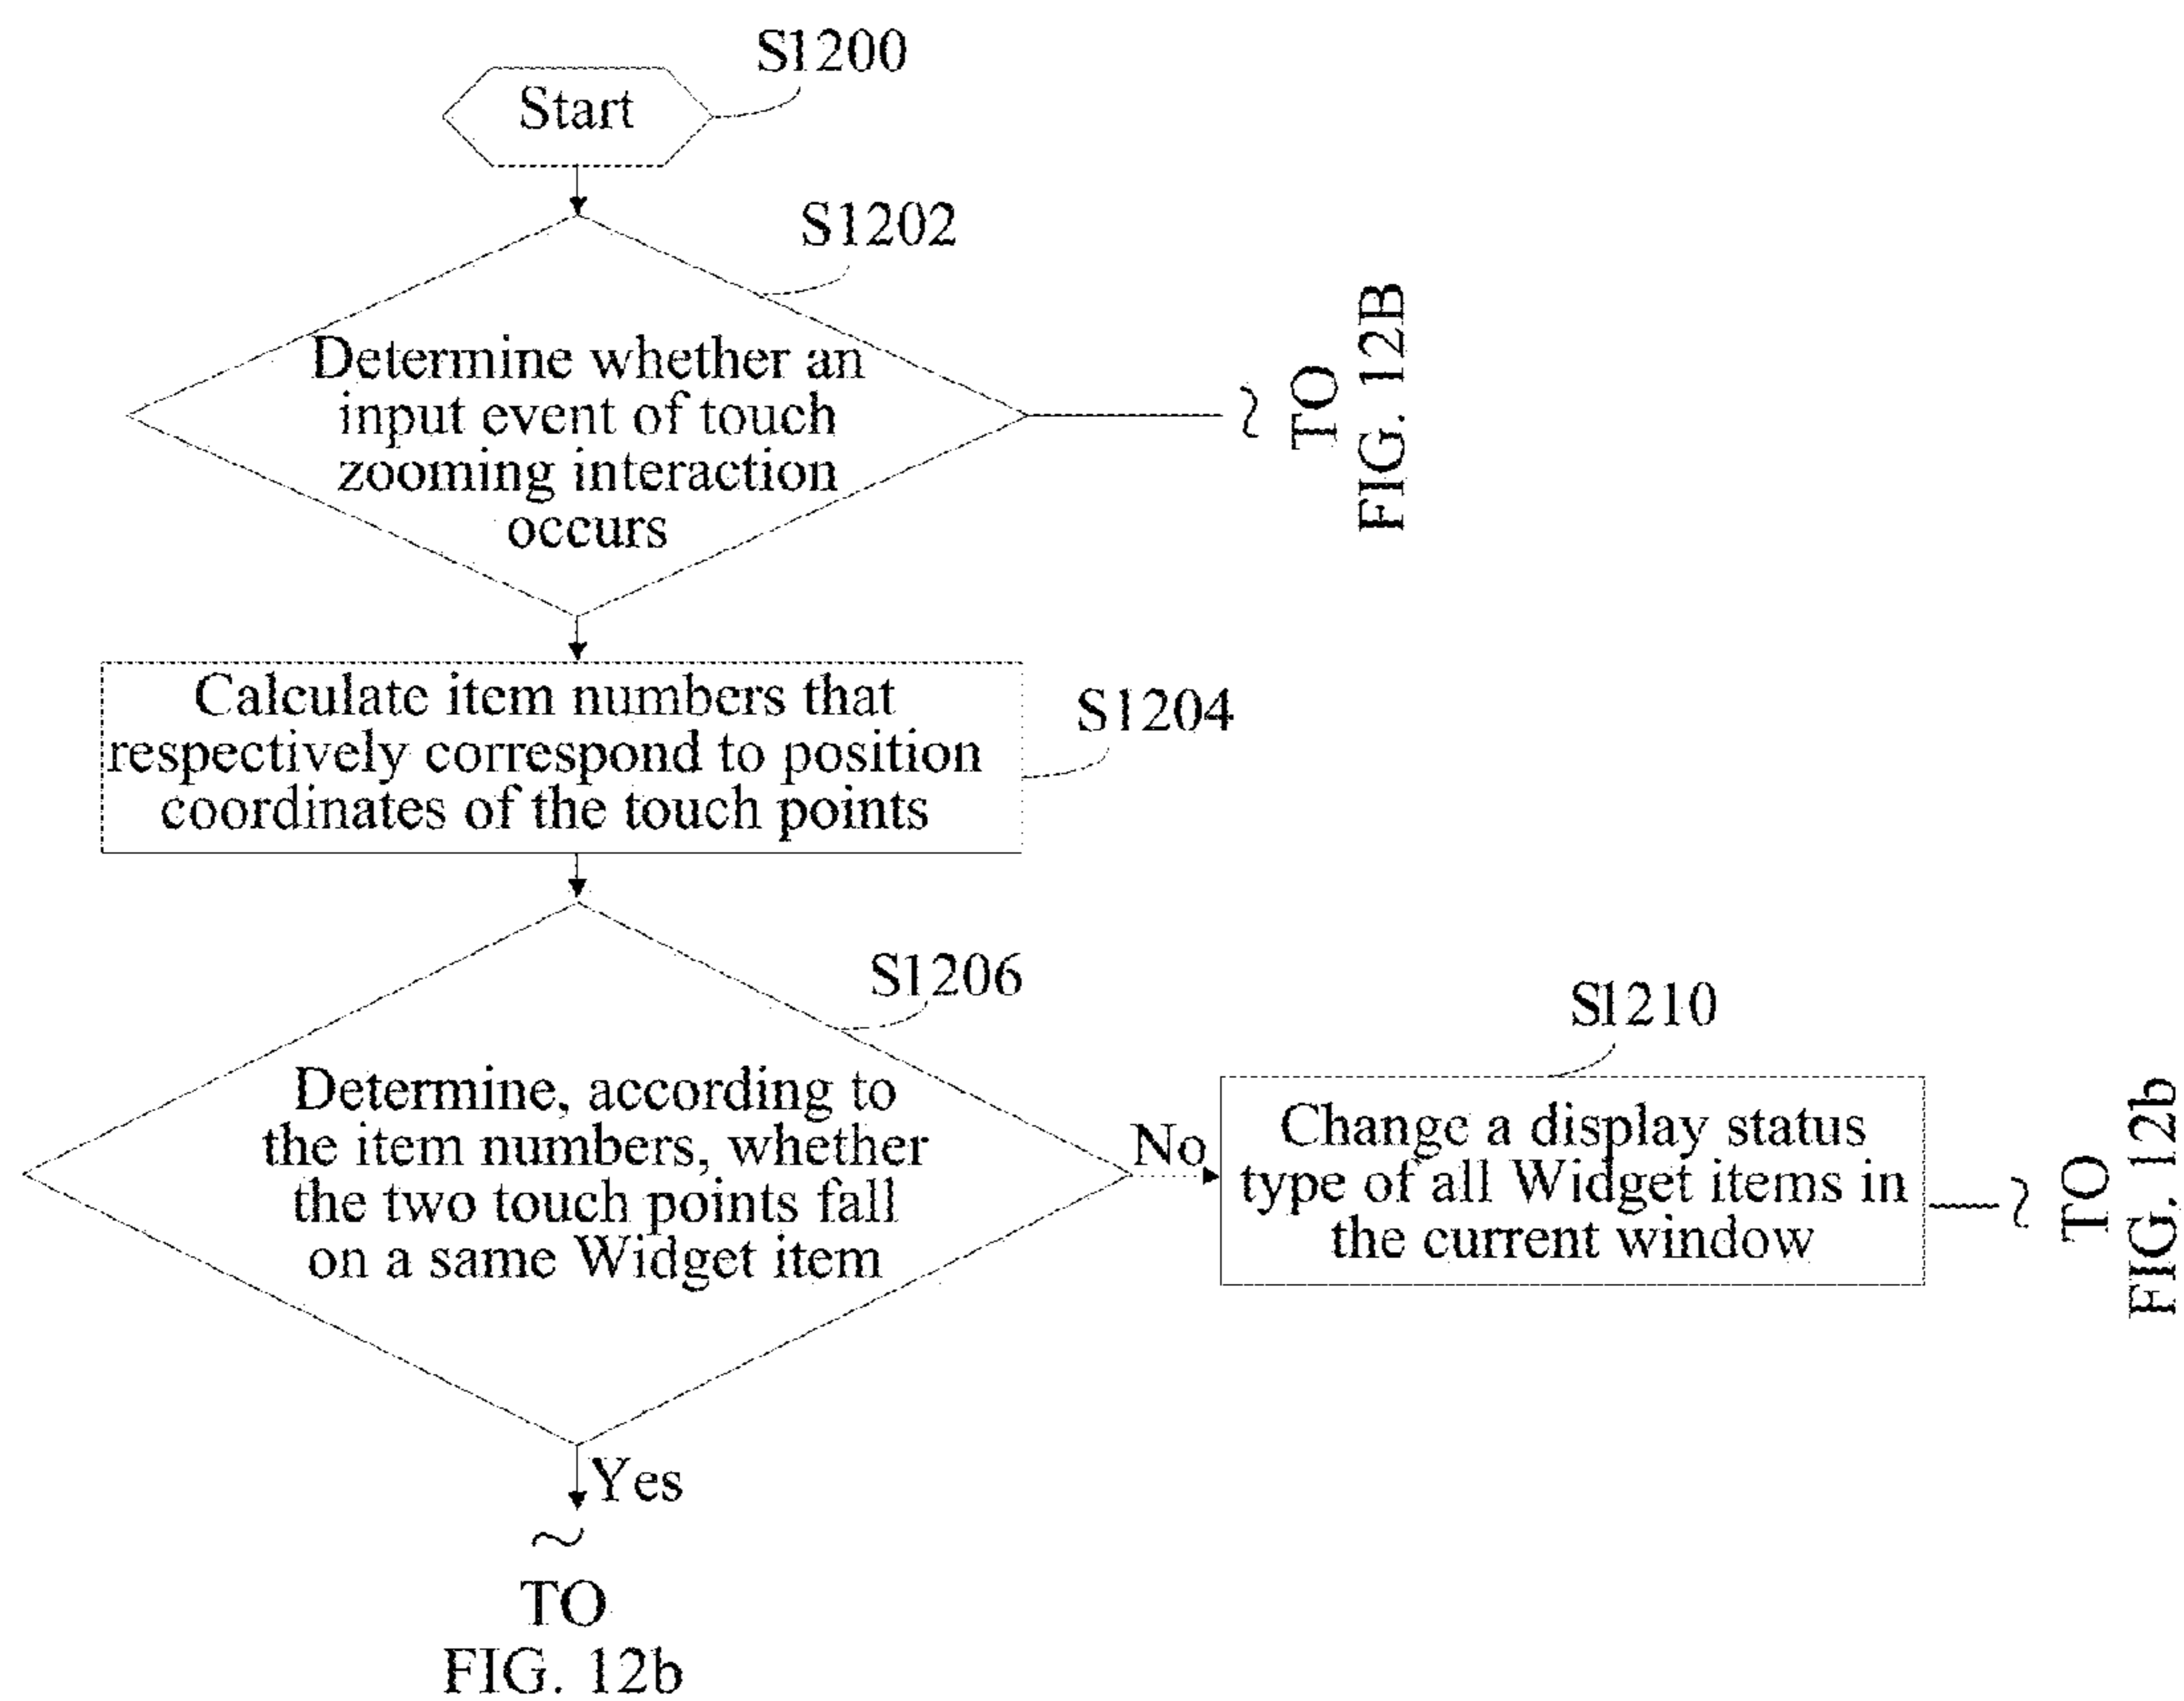 S1200
Start
S1202
Determine whether an
input event of touch
zooming interaction
occurs
TO
FIG. 12B
Calculate item numbers that
respectively correspond to position
coordinates of the touch points
S1204
S1206
Determine, according to
the item numbers, whether
the two touch points fall
on a same Widget item
No
S1210
Change a display status
type of all Widget items in
the current window
TO
FIG. 12b
Yes
TO
FIG. 12b